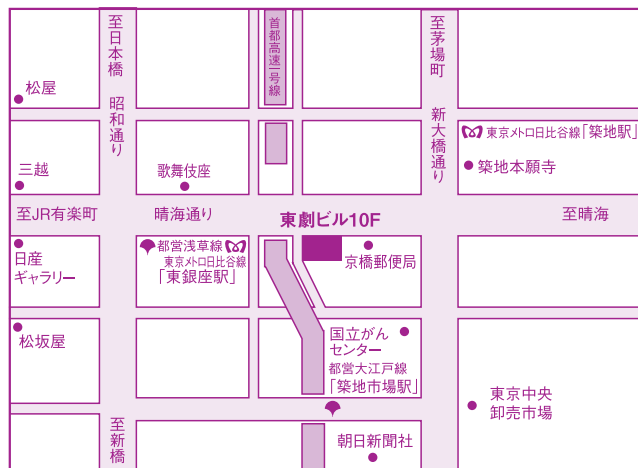 至日本橋
昭和通り
首都高速一号線
至茅場町
新大橋通り
松屋
東京メトロ日比谷線「築地駅」
三越
歌舞伎座
築地本願寺
至JR有楽町
晴海通り
東劇ビル10F
至晴海
日産
ギャラリー
都営浅草線
東京メトロ日比谷線
「東銀座駅」
京橋郵便局
松坂屋
国立がん
センター
都営大江戸線
「築地市場駅」
東京中央
卸売市場
至新橋
朝日新聞社